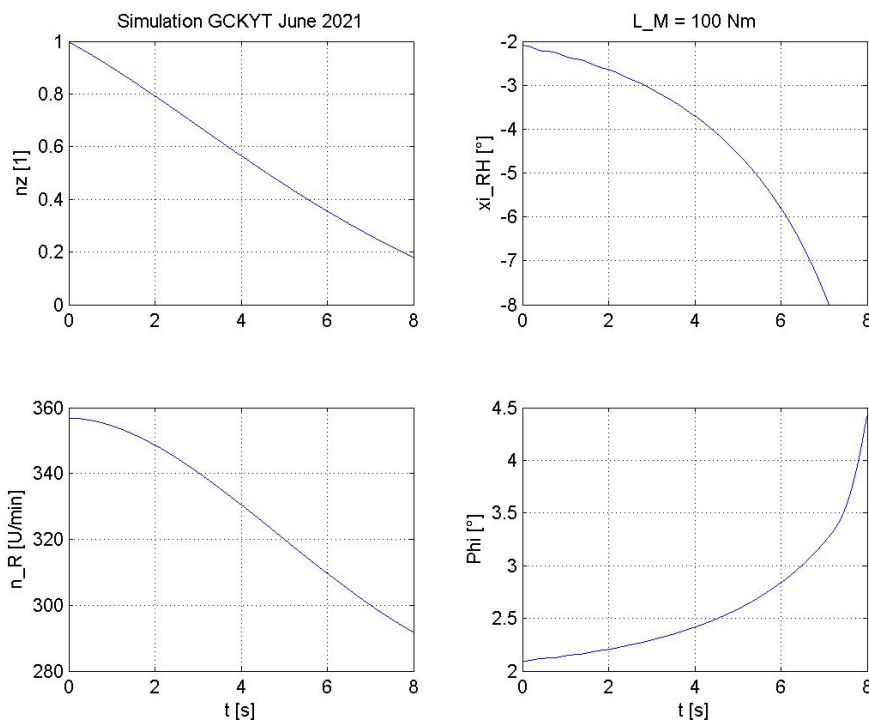 Simulation GCKYT June 2021
L_M = 100 Nm
1
0.8
0.6
0.4
0.2
0
nz [1]
0 2 4 6 8
-2
-3
-4
-5
-6
-7
-8
xi_RH [°]
0 2 4 6 8
360
340
320
300
280
n_R [U/min]
0 2 4 6 8
t [s]
4.5
4
3.5
3
2.5
2
Phi [°]
0 2 4 6 8
t [s]